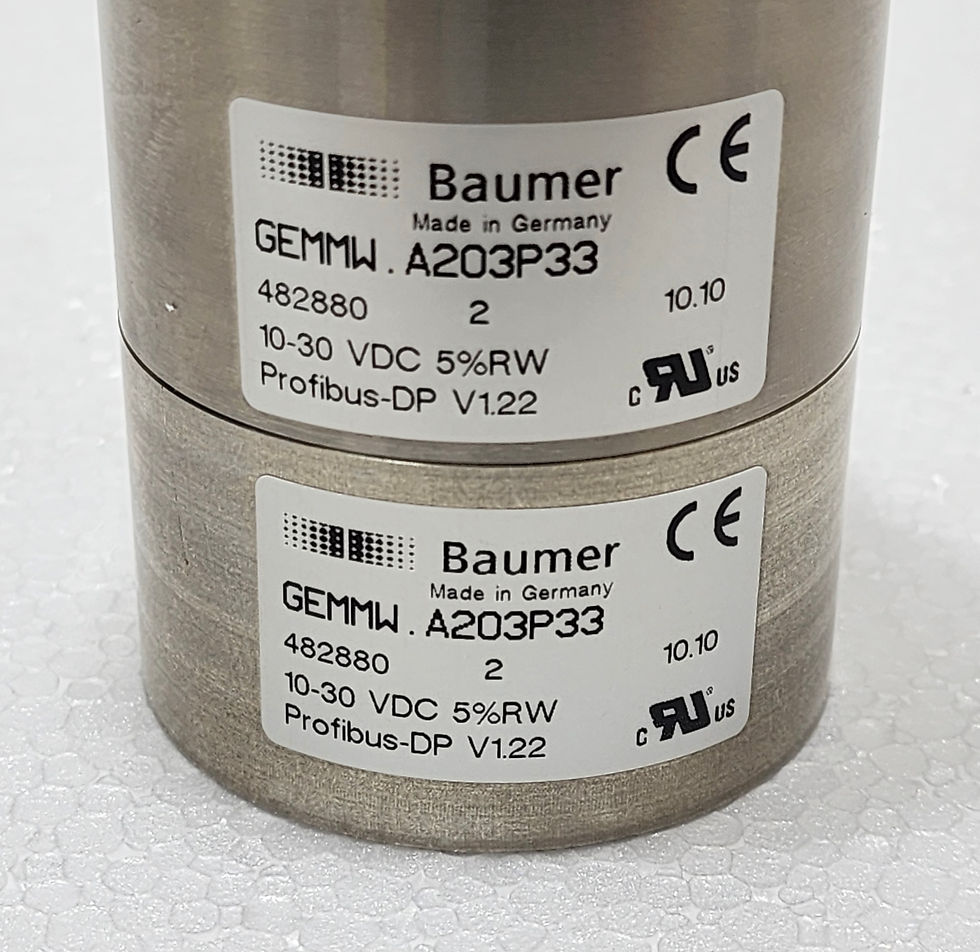 Baumer CE
Made in Germany
GEMMW.A203P33
482880 2 10.10
10-30 VDC 5%RW
Profibus-DP V1.22
c RU ® US
Baumer CE
Made in Germany
GEMMW.A203P33
482880 2 10.10
10-30 VDC 5%RW
Profibus-DP V1.22
c RU ® US